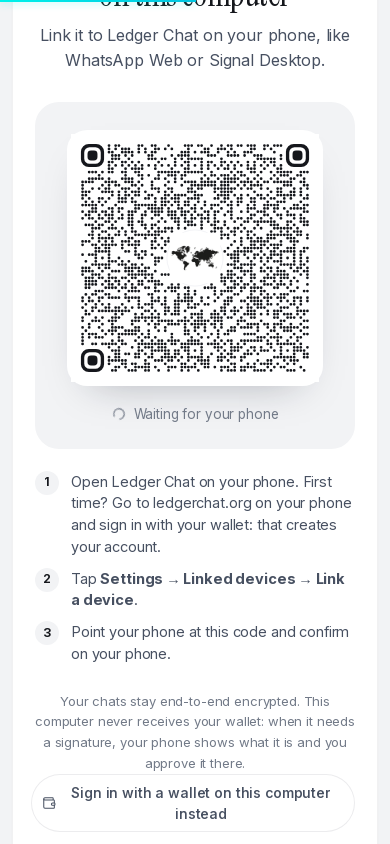 on this computer
Link it to Ledger Chat on your phone, like
WhatsApp Web or Signal Desktop.
Waiting for your phone
1 Open Ledger Chat on your phone. First
time? Go to ledgerchat.org on your phone
and sign in with your wallet: that creates
your account.
2 Tap Settings → Linked devices → Link
a device.
3 Point your phone at this code and confirm
on your phone.
Your chats stay end-to-end encrypted. This
computer never receives your wallet: when it needs
a signature, your phone shows what it is and you
approve it there.
Sign in with a wallet on this computer
instead